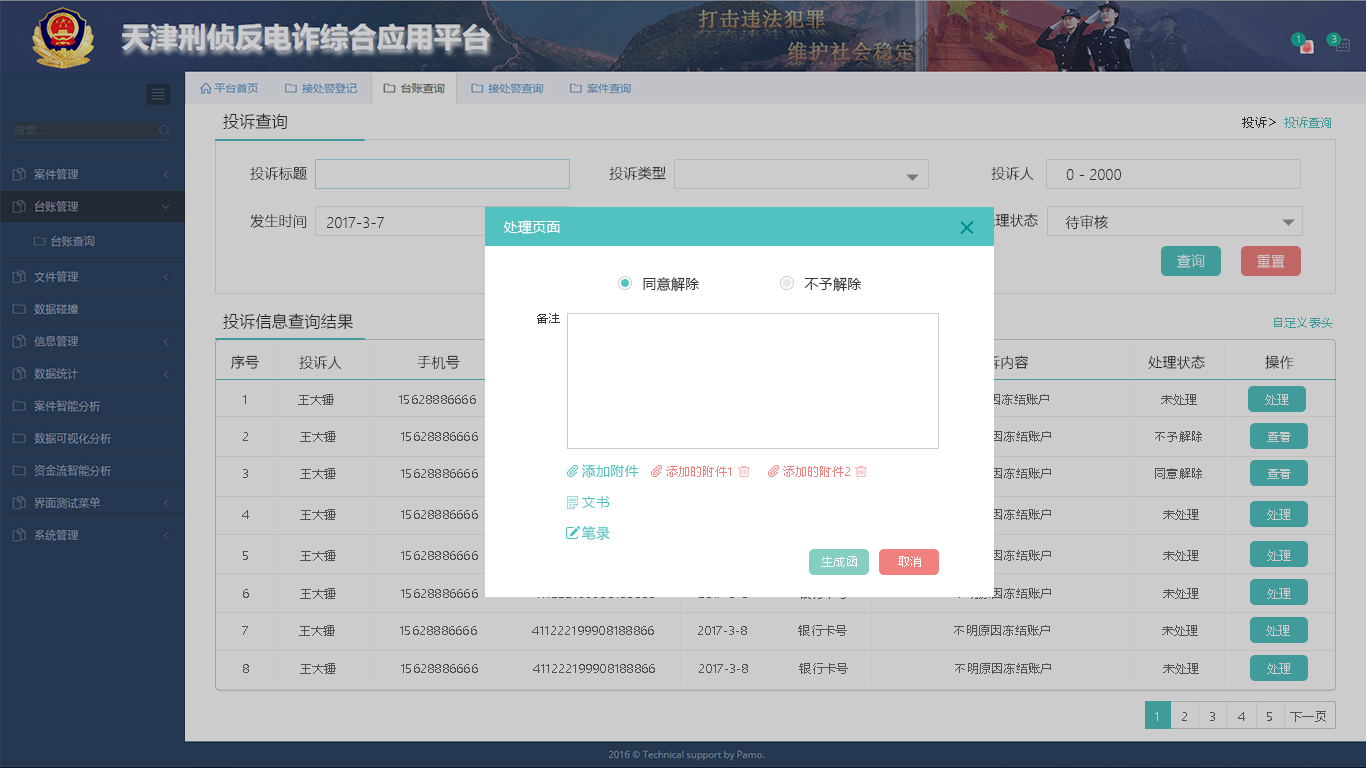 天津刑侦反电诈综合应用平台
打击违法犯罪
维护社会稳定
1
3
平台首页 接处警登记 台账查询 接处警查询 案件查询
搜索...
案件管理
台账管理
台账查询
文件管理
数据碰撞
信息管理
数据统计
案件智能分析
数据可视化分析
资金流智能分析
界面测试菜单
系统管理
投诉查询
投诉> 投诉查询
投诉标题 投诉类型 投诉人 0 - 2000
发生时间 2017-3-7 理状态 待审核
查询 重置
处理页面
同意解除 不予解除
备注
添加附件 添加的附件1 添加的附件2
文书
笔录
生成函 取消
投诉信息查询结果 自定义表头
序号 投诉人 手机号 诉内容 处理状态 操作
1 王大锤 15628886666 因冻结账户 未处理 处理
2 王大锤 15628886666 因冻结账户 不予解除 查看
3 王大锤 15628886666 因冻结账户 同意解除 查看
4 王大锤 15628886666 因冻结账户 未处理 处理
5 王大锤 15628886666 因冻结账户 未处理 处理
6 王大锤 15628886666 411222199908188866 2017-3-8 银行卡号 不明原因冻结账户 未处理 处理
7 王大锤 15628886666 411222199908188866 2017-3-8 银行卡号 不明原因冻结账户 未处理 处理
8 王大锤 15628886666 411222199908188866 2017-3-8 银行卡号 不明原因冻结账户 未处理 处理
1 2 3 4 5 下一页
2016 © Technical support by Pamo.